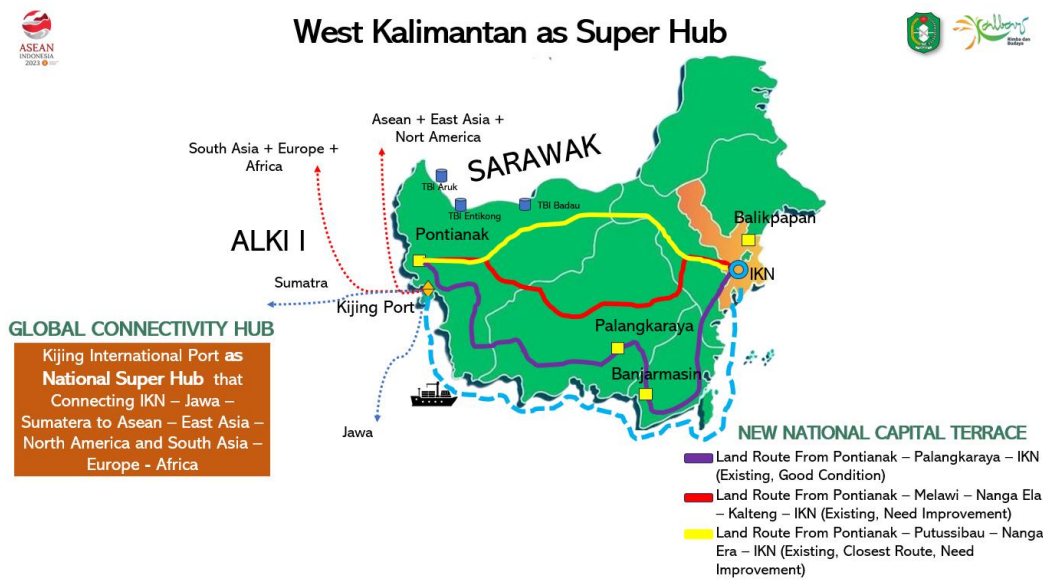 West Kalimantan as Super Hub
ASEAN
INDONESIA
2023
Kalbar
Rimba dan
Budaya
Asean + East Asia +
Nort America
South Asia + Europe +
Africa
SARAWAK
TBI Aruk
TBI Entikong
TBI Badau
Balikpapan
Pontianak
ALKI I
IKN
Sumatra
Kijing Port
Palangkaraya
Banjarmasin
Jawa
GLOBAL CONNECTIVITY HUB
Kijing International Port as
National Super Hub that
Connecting IKN – Jawa –
Sumatera to Asean – East Asia –
North America and South Asia –
Europe - Africa
NEW NATIONAL CAPITAL TERRACE
Land Route From Pontianak – Palangkaraya – IKN
(Existing, Good Condition)
Land Route From Pontianak – Melawi – Nanga Ela
– Kalteng – IKN (Existing, Need Improvement)
Land Route From Pontianak – Putussibau – Nanga
Era – IKN (Existing, Closest Route, Need
Improvement)